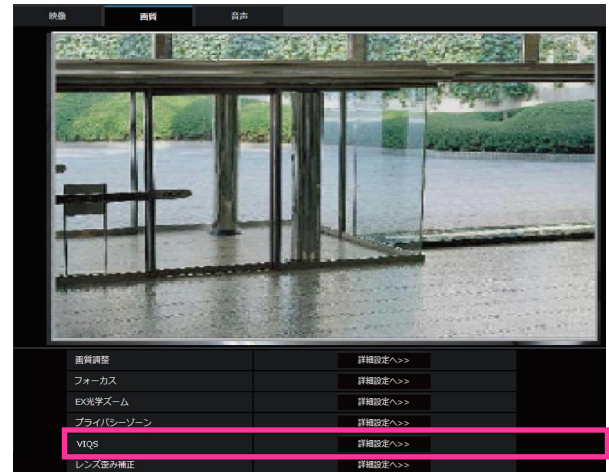 映像 画質 音声
画質調整 詳細設定へ>>
フォーカス 詳細設定へ>>
EX光学ズーム 詳細設定へ>>
プライバシーゾーン 詳細設定へ>>
VIQS 詳細設定へ>>
レンズ歪み補正 詳細設定へ>>